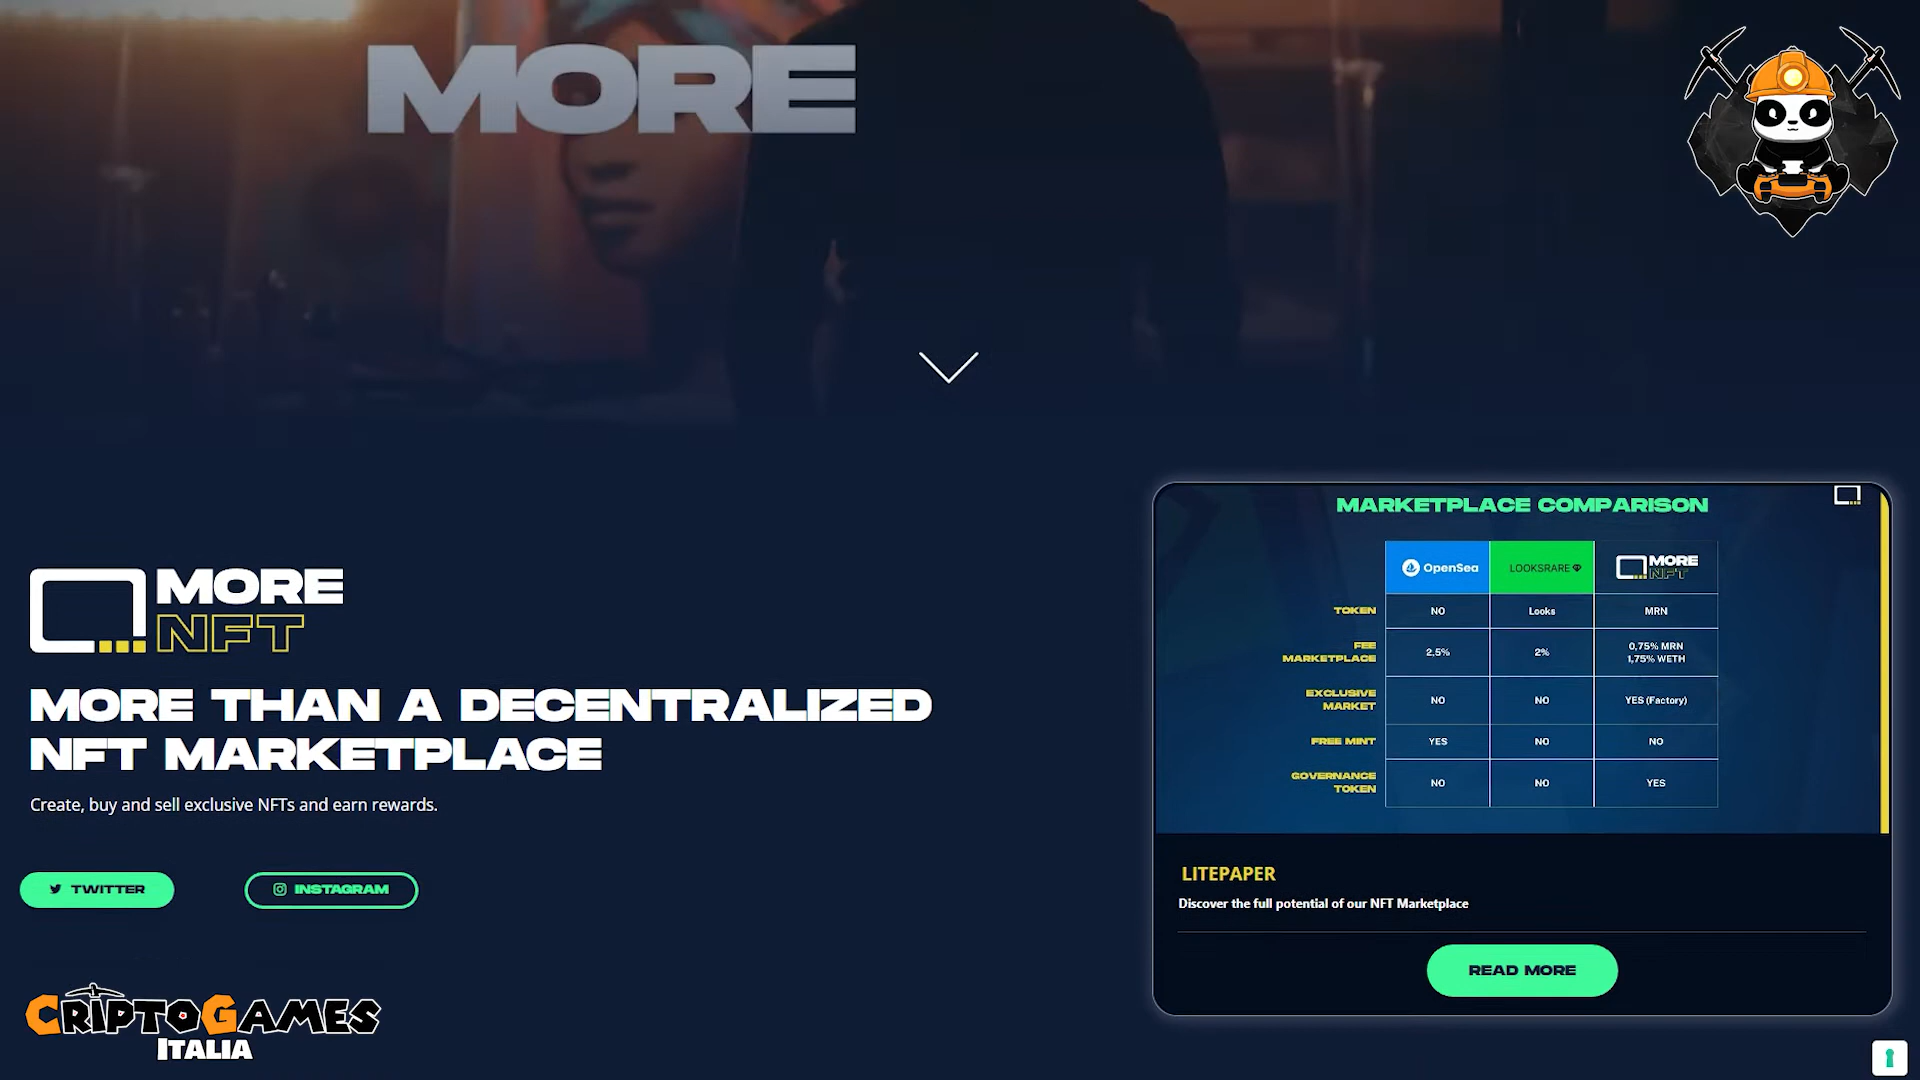 MORE
MORE
NFT
MORE THAN A DECENTRALIZED
NFT MARKETPLACE
Create, buy and sell exclusive NFTs and earn rewards.
TWITTER
INSTAGRAM
CRIPTOGAMES
ITALIA
MARKETPLACE COMPARISON
OpenSea LOOKSRARE MORE NFT
TOKEN NO Looks MRN
FEE MARKETPLACE 2,5% 2% 0,75% MRN 1,75% WETH
EXCLUSIVE MARKET NO NO YES (Factory)
FREE MINT YES NO NO
GOVERNANCE TOKEN NO NO YES
LITEPAPER
Discover the full potential of our NFT Marketplace
READ MORE